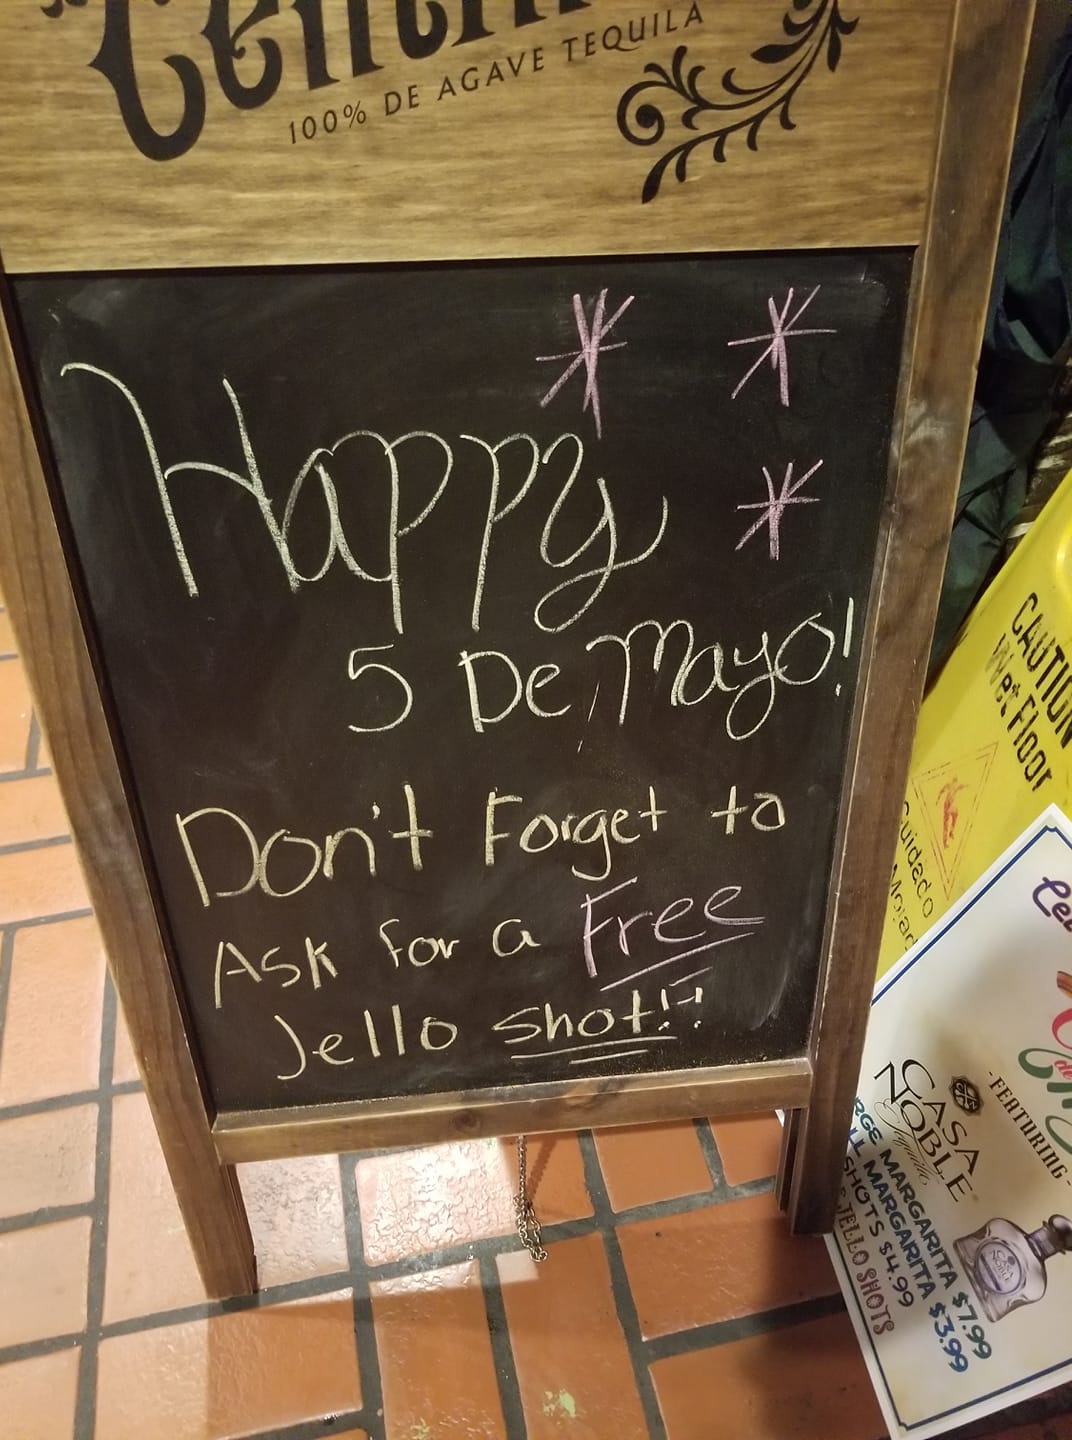 100% DE AGAVE TEQUILA
Happy
5 De Mayo!
Don't Forget to
Ask for a Free
Jello shot!!!
CAUTION
Wet Floor
Cuidado
CASA
NOBLE
Tequila
-FEATURING-
MARGARITA $7.99
MARGARITA $3.99
SHOTS $4.99
JELLO SHOTS